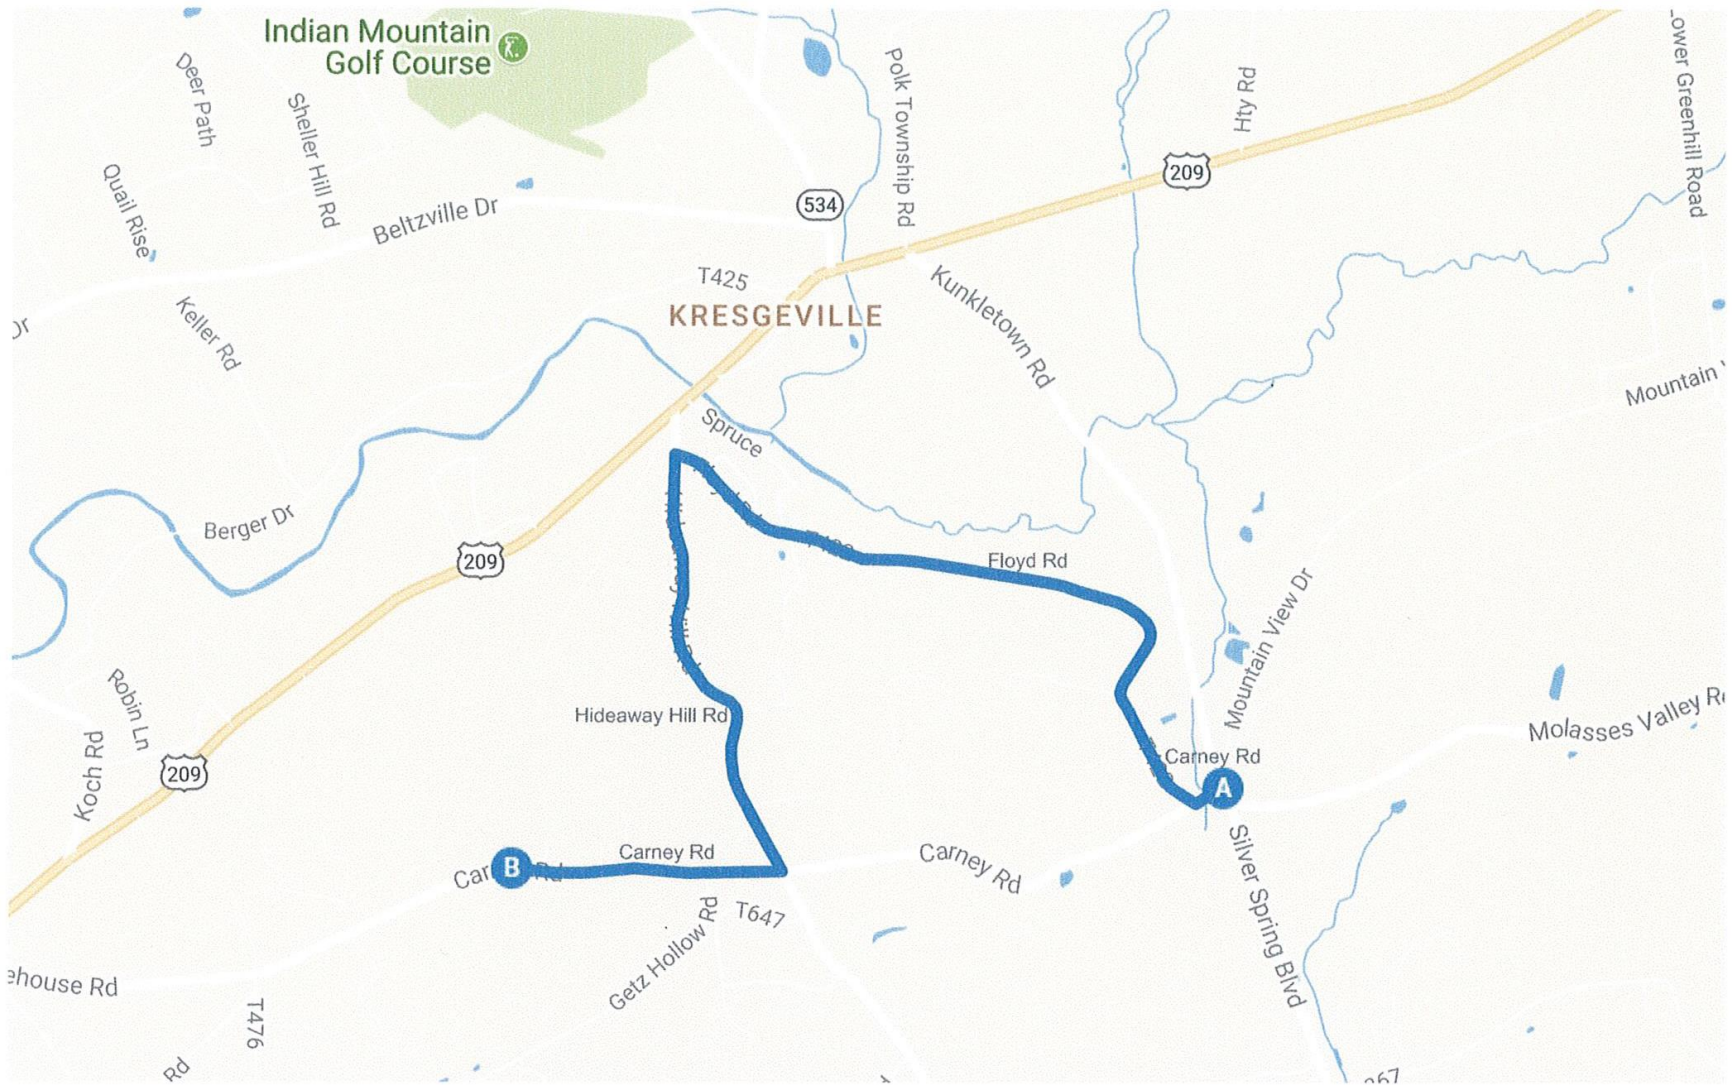 Indian Mountain
Golf Course
Deer Path
Sheller Hill Rd
Quail Rise
Beltzville Dr
534
Polk Township Rd
Hty Rd
209
Lower Greenhill Road
T425
KRESGEVILLE
Kunkletown Rd
Dr
Keller Rd
Mountain
Spruce
Berger Dr
209
Floyd Rd
Mountain View Dr
Robin Ln
Koch Rd
209
Hideaway Hill Rd
Molasses Valley R
Carney Rd
A
Carney Rd
B
Rd
Carney Rd
Silver Spring Blvd
Getz Hollow Rd
T647
ehouse Rd
T476
Rd
267